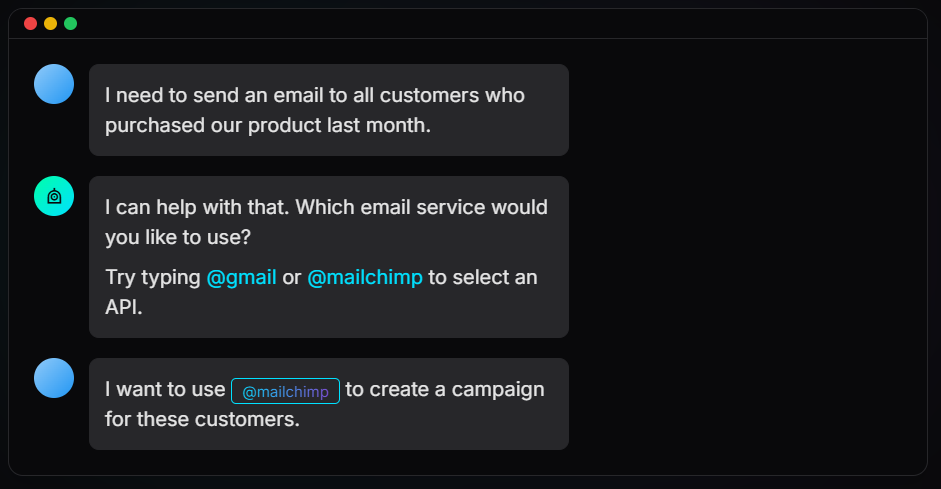 I need to send an email to all customers who
purchased our product last month.
I can help with that. Which email service would
you like to use?
Try typing @gmail or @mailchimp to select an
API.
I want to use @mailchimp to create a campaign
for these customers.